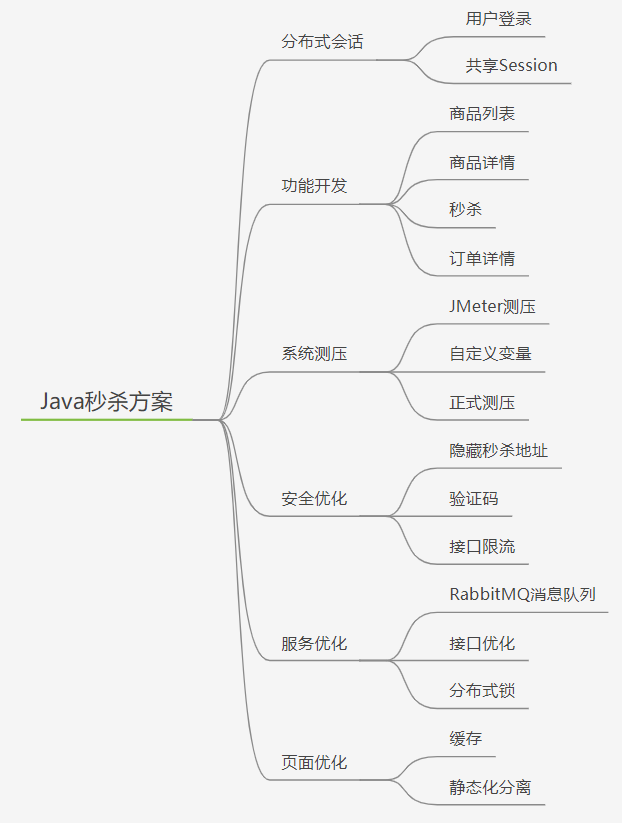 Java秒杀方案
分布式会话
用户登录
共享Session
功能开发
商品列表
商品详情
秒杀
订单详情
系统测压
JMeter测压
自定义变量
正式测压
安全优化
隐藏秒杀地址
验证码
接口限流
服务优化
RabbitMQ消息队列
接口优化
分布式锁
页面优化
缓存
静态化分离